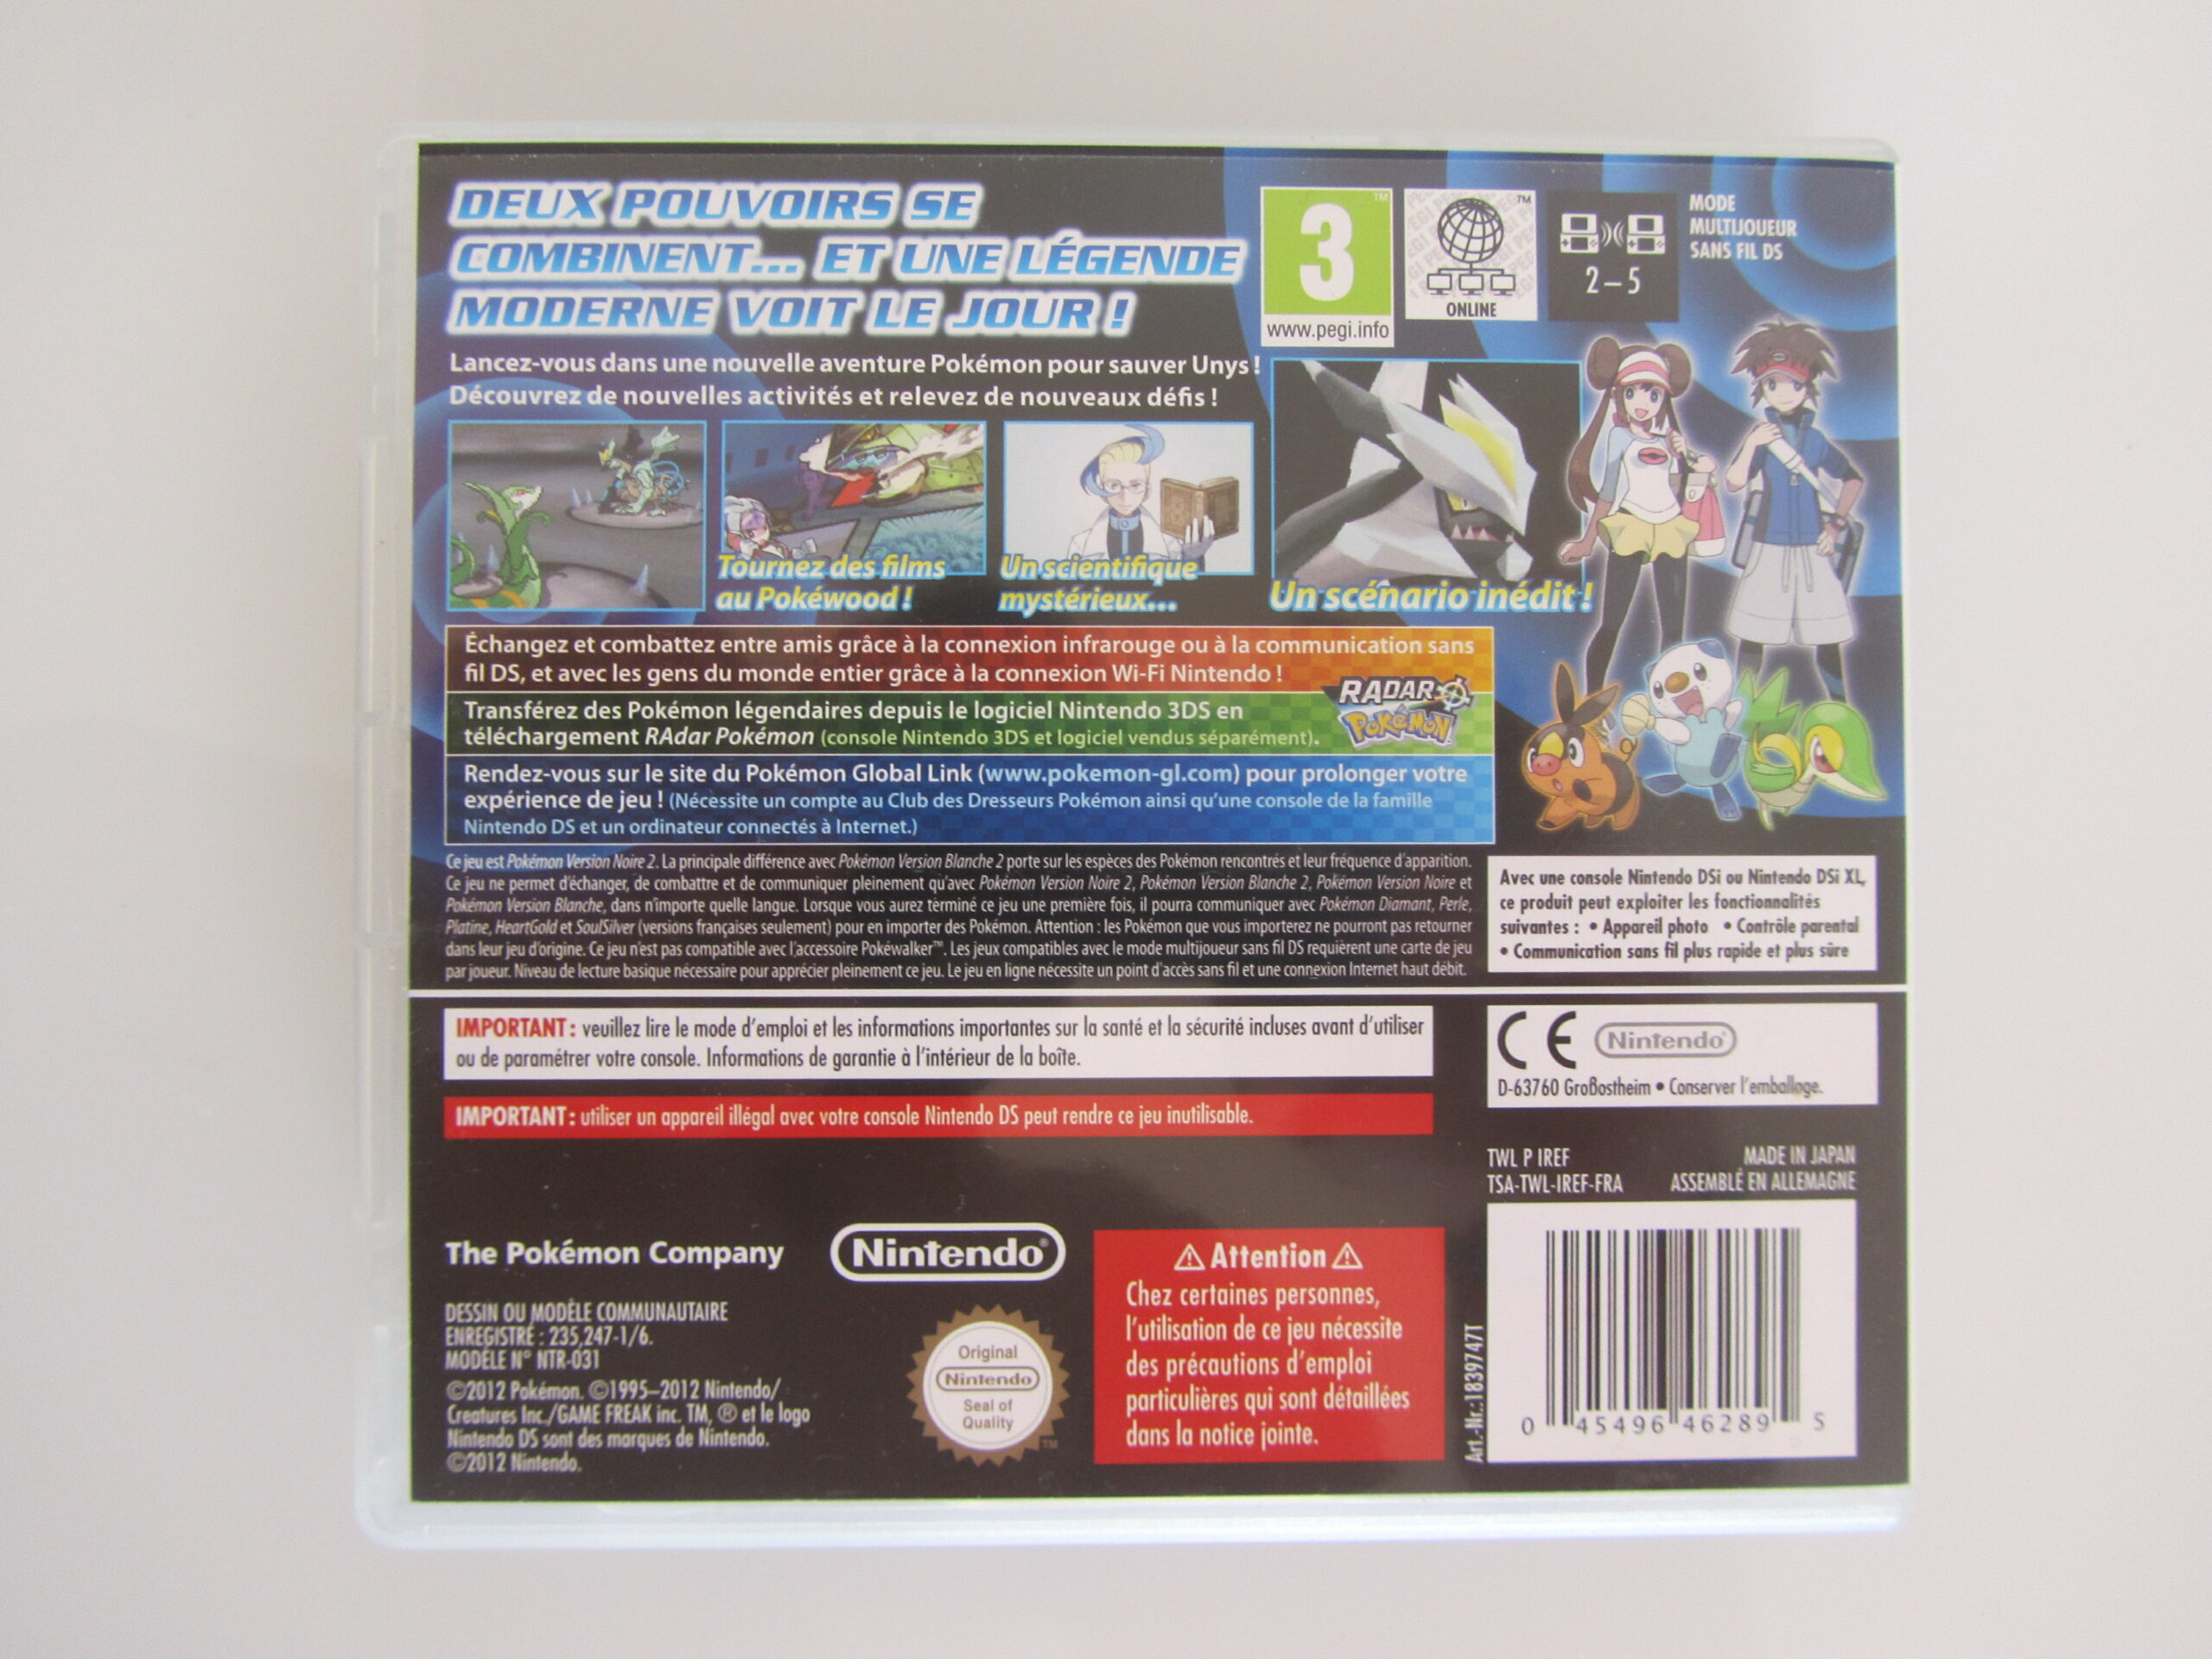 DEUX POUVOIRS SE
COMBINENT... ET UNE LÉGENDE
MODERNE VOIT LE JOUR !
3
™
www.pegi.info
™
ONLINE
2 – 5
MODE
MULTIJOUEUR
SANS FIL DS
Lancez-vous dans une nouvelle aventure Pokémon pour sauver Unys !
Découvrez de nouvelles activités et relevez de nouveaux défis !
Tournez des films
au Pokéwood !
Un scientifique
mystérieux...
Un scénario inédit !
Échangez et combattez entre amis grâce à la connexion infrarouge ou à la communication sans
fil DS, et avec les gens du monde entier grâce à la connexion Wi-Fi Nintendo !
Transférez des Pokémon légendaires depuis le logiciel Nintendo 3DS en
téléchargement RAdar Pokémon (console Nintendo 3DS et logiciel vendus séparément).
RADAR
POKéMON
Rendez-vous sur le site du Pokémon Global Link (www.pokemon-gl.com) pour prolonger votre
expérience de jeu ! (Nécessite un compte au Club des Dresseurs Pokémon ainsi qu'une console de la famille
Nintendo DS et un ordinateur connectés à Internet.)
Ce jeu est Pokémon Version Noire 2. La principale différence avec Pokémon Version Blanche 2 porte sur les espèces des Pokémon rencontrés et leur fréquence d'apparition.
Ce jeu ne permet d'échanger, de combattre et de communiquer pleinement qu'avec Pokémon Version Noire 2, Pokémon Version Blanche 2, Pokémon Version Noire et
Pokémon Version Blanche, dans n'importe quelle langue. Lorsque vous aurez terminé ce jeu une première fois, il pourra communiquer avec Pokémon Diamant, Perle,
Platine, HeartGold et SoulSilver (versions françaises seulement) pour en importer des Pokémon. Attention : les Pokémon que vous importerez ne pourront pas retourner
dans leur jeu d'origine. Ce jeu n'est pas compatible avec l'accessoire Pokéwalker™. Les jeux compatibles avec le mode multijoueur sans fil DS requièrent une carte de jeu
par joueur. Niveau de lecture basique nécessaire pour apprécier pleinement ce jeu. Le jeu en ligne nécessite un point d'accès sans fil et une connexion Internet haut débit.
Avec une console Nintendo DSi ou Nintendo DSi XL,
ce produit peut exploiter les fonctionnalités
suivantes : • Appareil photo • Contrôle parental
• Communication sans fil plus rapide et plus sûre
IMPORTANT : veuillez lire le mode d'emploi et les informations importantes sur la santé et la sécurité incluses avant d'utiliser
ou de paramétrer votre console. Informations de garantie à l'intérieur de la boîte.
CE Nintendo®
D-63760 Großostheim • Conserver l'emballage.
IMPORTANT : utiliser un appareil illégal avec votre console Nintendo DS peut rendre ce jeu inutilisable.
TWL P IREF
TSA-TWL-IREF-FRA
MADE IN JAPAN
ASSEMBLÉ EN ALLEMAGNE
The Pokémon Company
Nintendo®
DESSIN OU MODÈLE COMMUNAUTAIRE
ENREGISTRÉ : 235,247-1/6.
MODÈLE N° NTR-031
©2012 Pokémon. ©1995–2012 Nintendo/
Creatures Inc./GAME FREAK inc. TM, ® et le logo
Nintendo DS sont des marques de Nintendo.
©2012 Nintendo.
Original
Nintendo
Seal of
Quality
TM
⚠ Attention ⚠
Chez certaines personnes,
l'utilisation de ce jeu nécessite
des précautions d'emploi
particulières qui sont détaillées
dans la notice jointe.
Art.-Nr.:1839747T
0 45496 46289 5